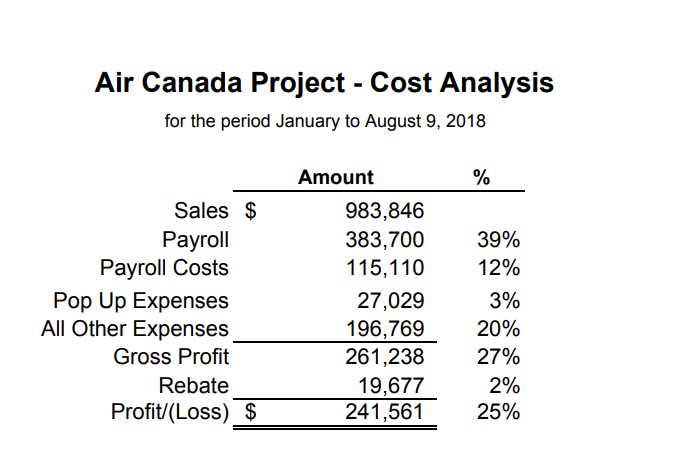 Air Canada Project - Cost Analysis
for the period January to August 9, 2018
Amount %
Sales $ 983,846
Payroll 383,700 39%
Payroll Costs 115,110 12%
Pop Up Expenses 27,029 3%
All Other Expenses 196,769 20%
Gross Profit 261,238 27%
Rebate 19,677 2%
Profit/(Loss) $ 241,561 25%